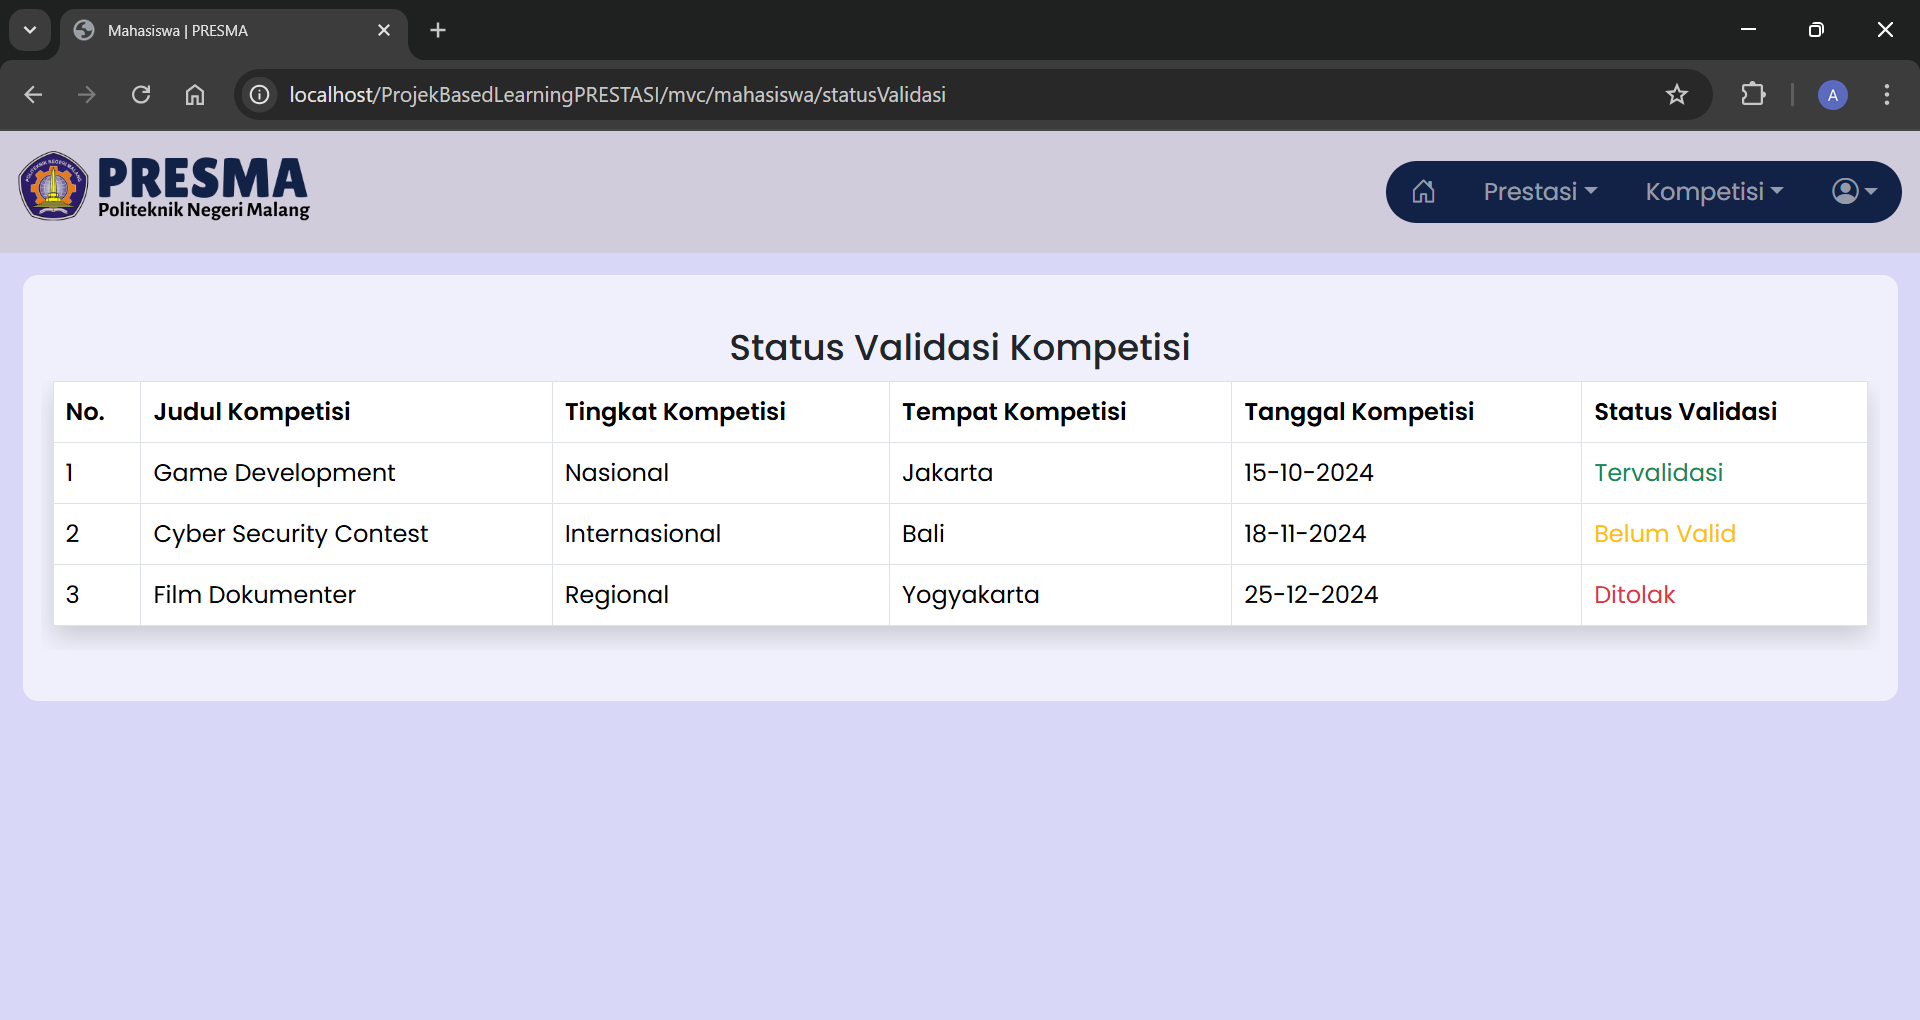 Mahasiswa | PRESMA
localhost/ProjekBasedLearningPRESTASI/mvc/mahasiswa/statusValidasi
A
PRESMA
Politeknik Negeri Malang
Prestasi
Kompetisi
Status Validasi Kompetisi
No. Judul Kompetisi Tingkat Kompetisi Tempat Kompetisi Tanggal Kompetisi Status Validasi
1 Game Development Nasional Jakarta 15-10-2024 Tervalidasi
2 Cyber Security Contest Internasional Bali 18-11-2024 Belum Valid
3 Film Dokumenter Regional Yogyakarta 25-12-2024 Ditolak